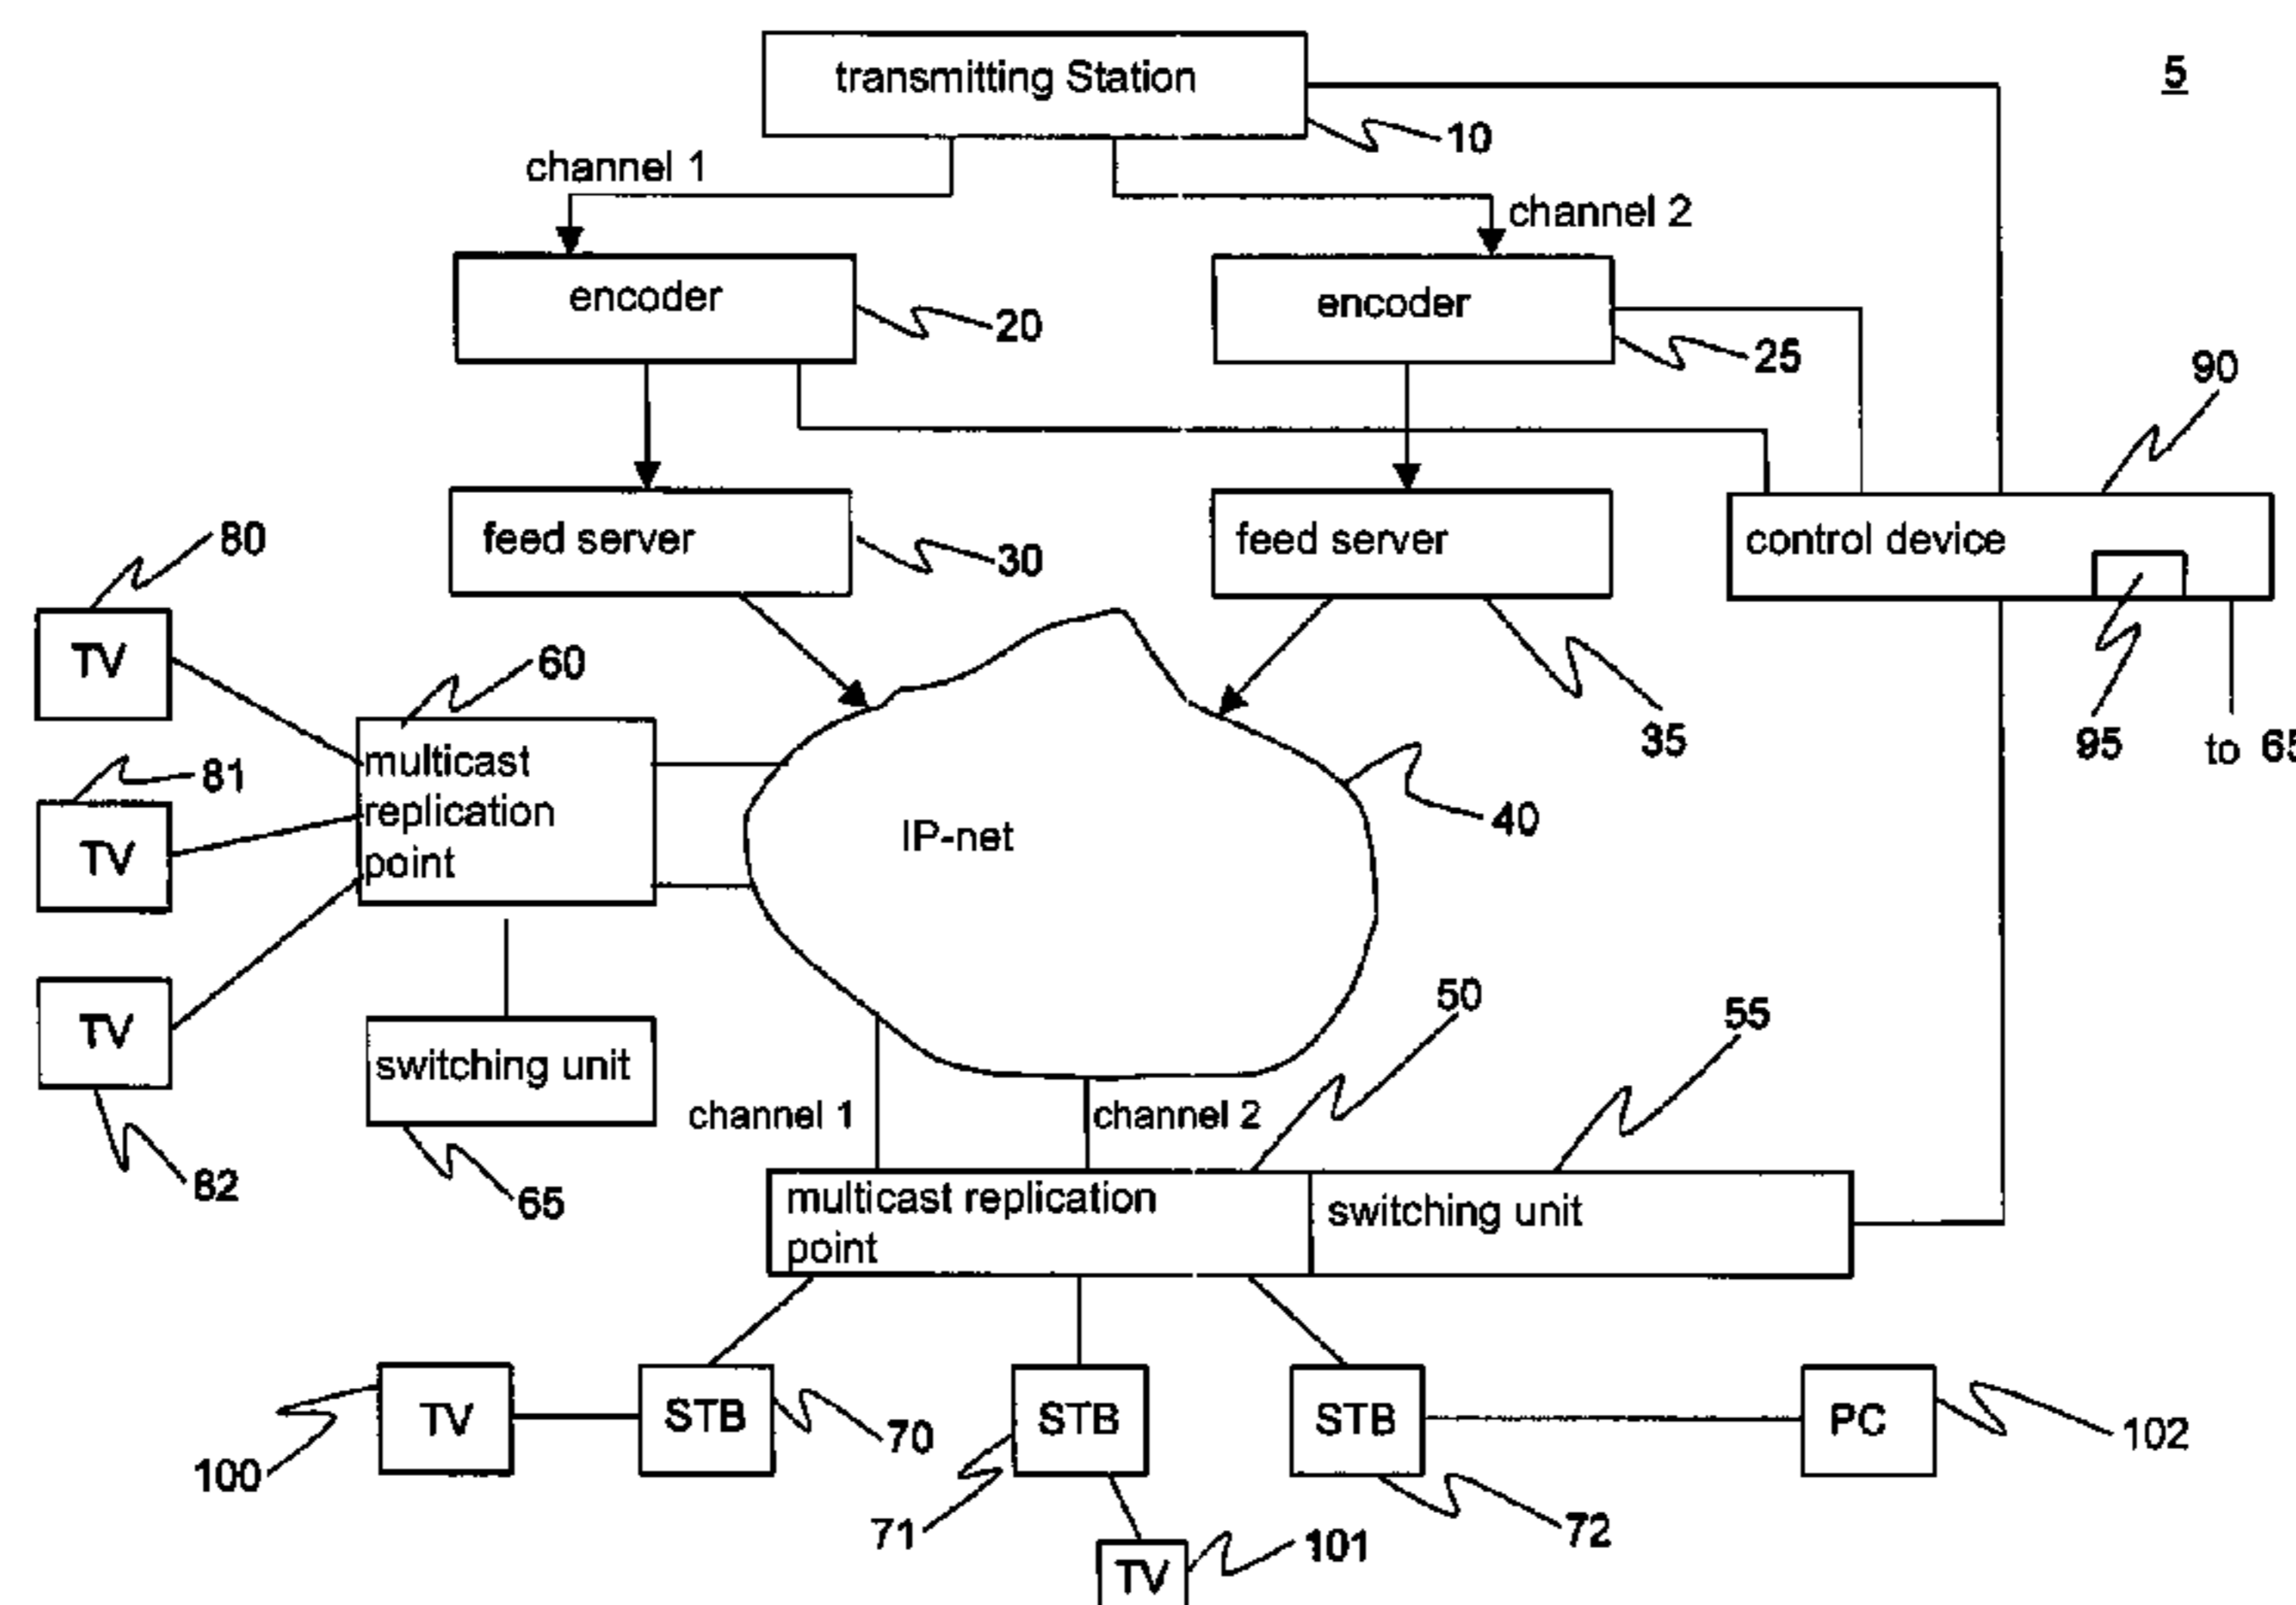 transmitting Station
5
10
channel 1
channel 2
encoder
20
encoder
25
90
feed server
30
feed server
35
control device
95
to 65
80
TV
60
81
TV
multicast
replication
point
IP-net
40
TV
82
switching unit
65
50
55
channel 1
channel 2
multicast replication
point
switching unit
TV
100
STB
70
STB
71
STB
72
PC
102
TV
101